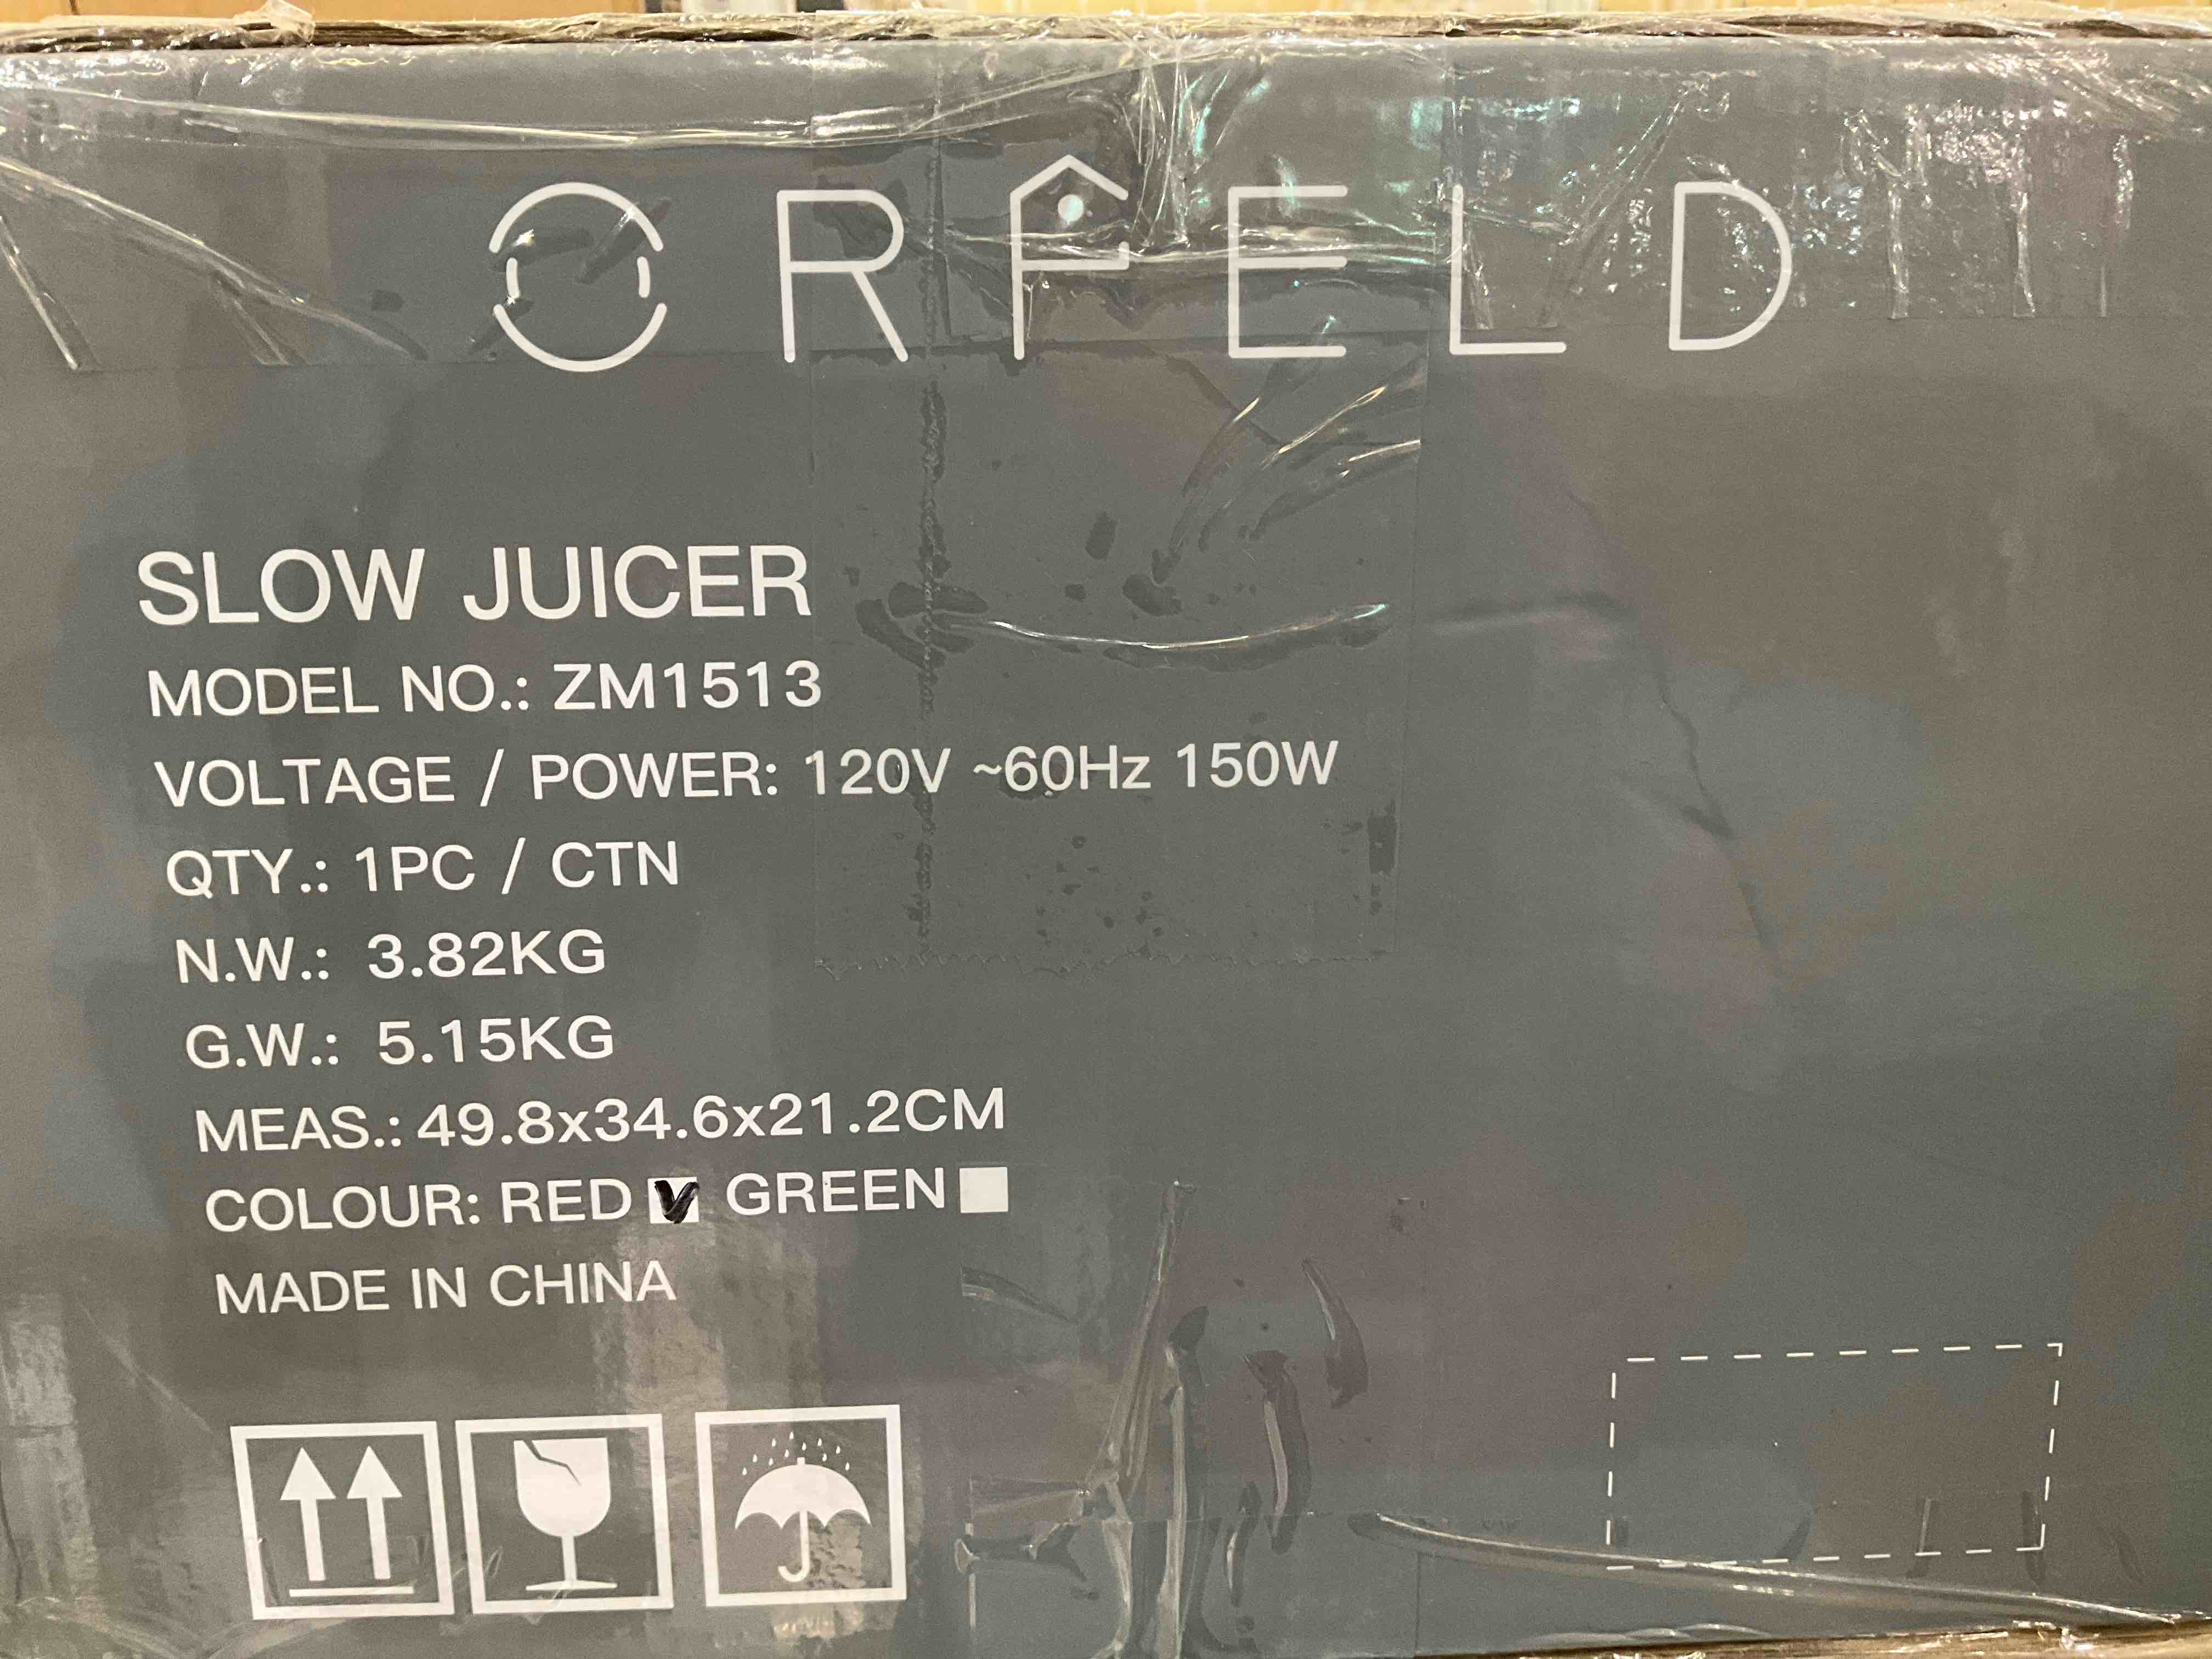 ORFELD
SLOW JUICER
MODEL NO.: ZM1513
VOLTAGE / POWER: 120V ~60Hz 150W
QTY.: 1PC / CTN
N.W.: 3.82KG
G.W.: 5.15KG
MEAS.: 49.8x34.6x21.2CM
COLOUR: RED GREEN
MADE IN CHINA